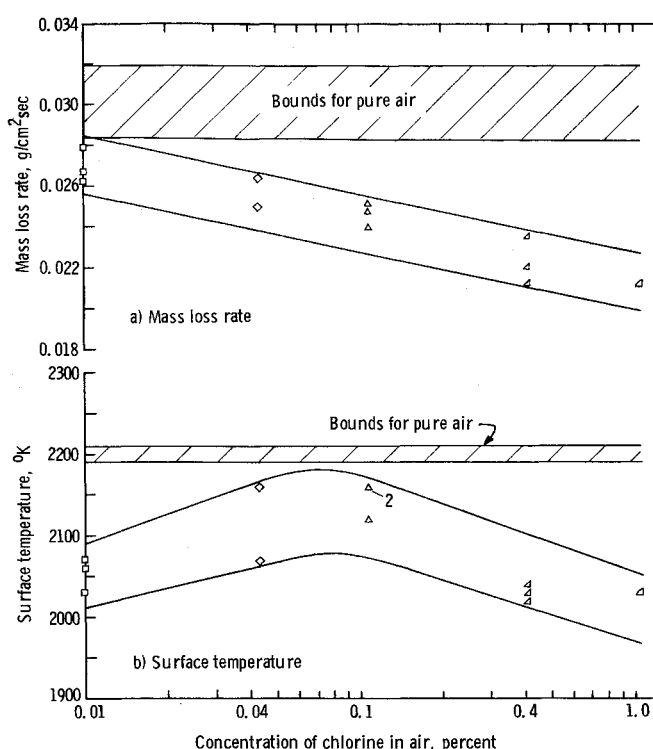 0.034
0.030
0.026
0.022
0.018
Mass loss rate, g/cm²sec
Bounds for pure air
a) Mass loss rate
2300
2200
2100
2000
1900
Surface temperature, °K
Bounds for pure air
2
b) Surface temperature
0.01
0.04
0.1
0.4
1.0
Concentration of chlorine in air, percent